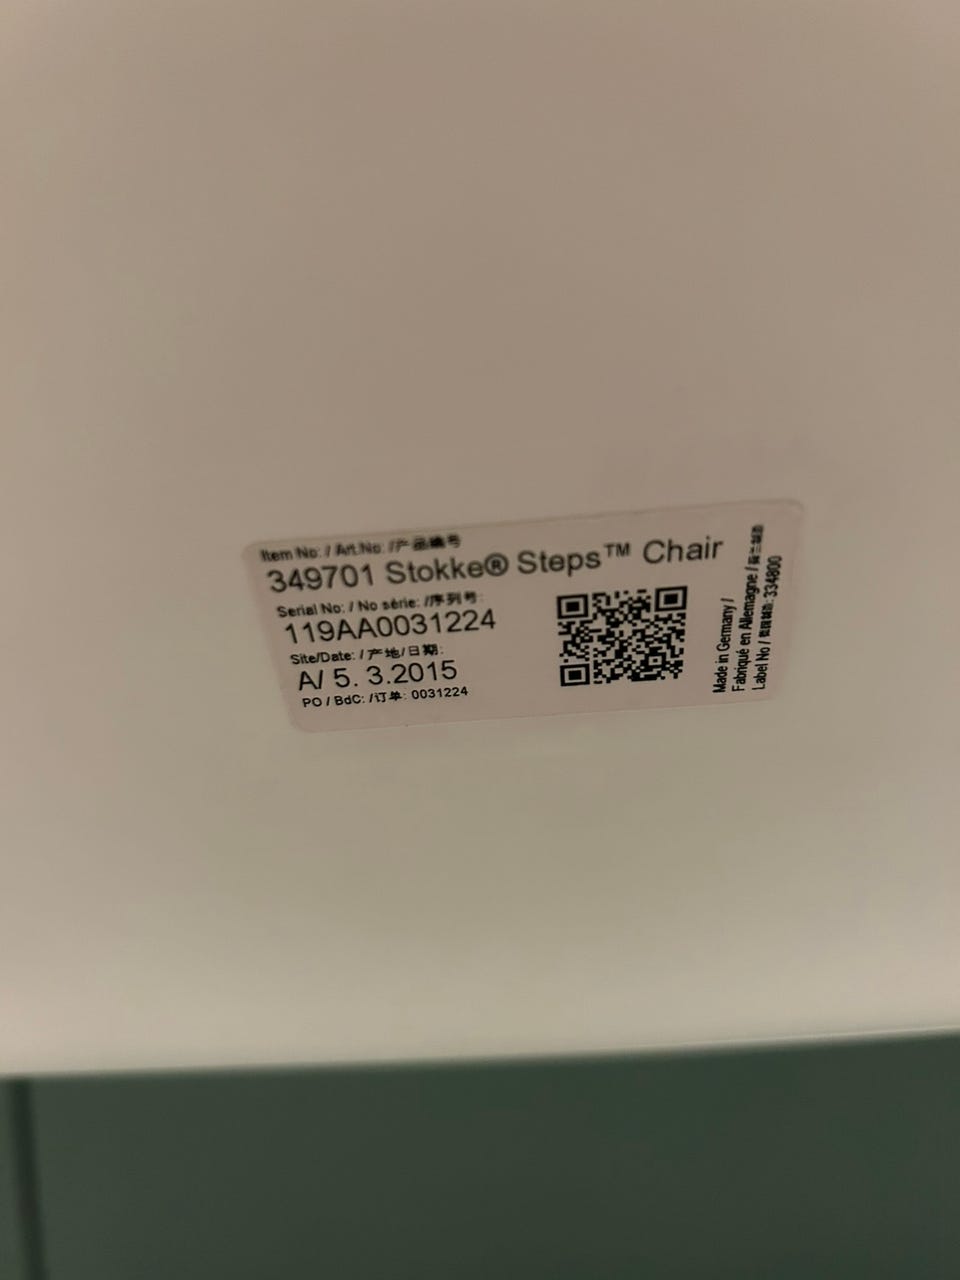 Item No: / Art.No: /产品编号
349701 Stokke® Steps™ Chair
Serial No: / No série: /序列号:
119AA0031224
Site/Date: / 产地/日期:
A/ 5. 3.2015
PO / BdC: /订单: 0031224
Made in Germany /
Fabriqué en Allemagne /
Label No / : 334800